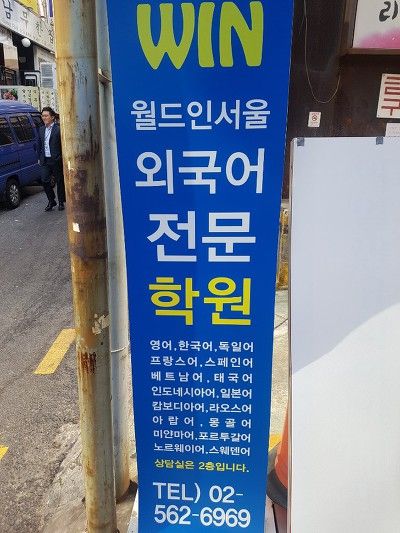 WIN
월드인서울
외국어
전문
학원
영어,한국어,독일어
프랑스어,스페인어
베트남어,태국어
인도네시아어,일본어
캄보디아어,라오스어
아랍어,몽골어
미얀마어,포르투갈어
노르웨이어,스웨덴어
상담실은 2층입니다.
TEL) 02-
562-6969